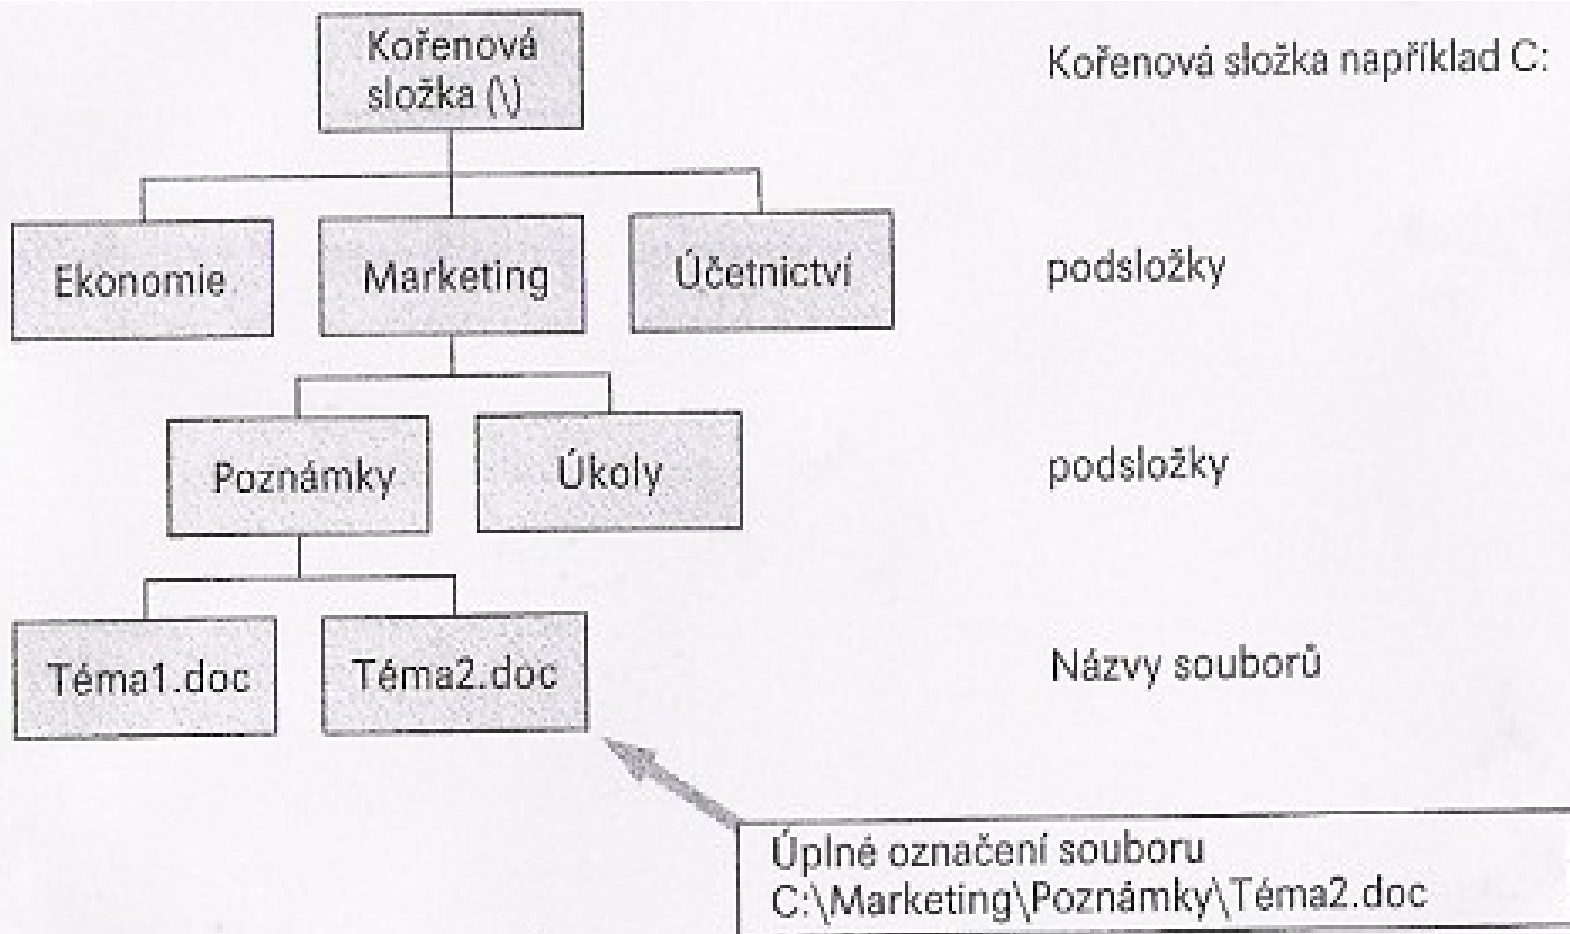 Kořenová
složka (\)
Kořenová složka například C:
Ekonomie
Marketing
Účetnictví
podsložky
Poznámky
Úkoly
podsložky
Téma1.doc
Téma2.doc
Názvy souborů
Úplné označení souboru
C:\Marketing\Poznámky\Téma2.doc